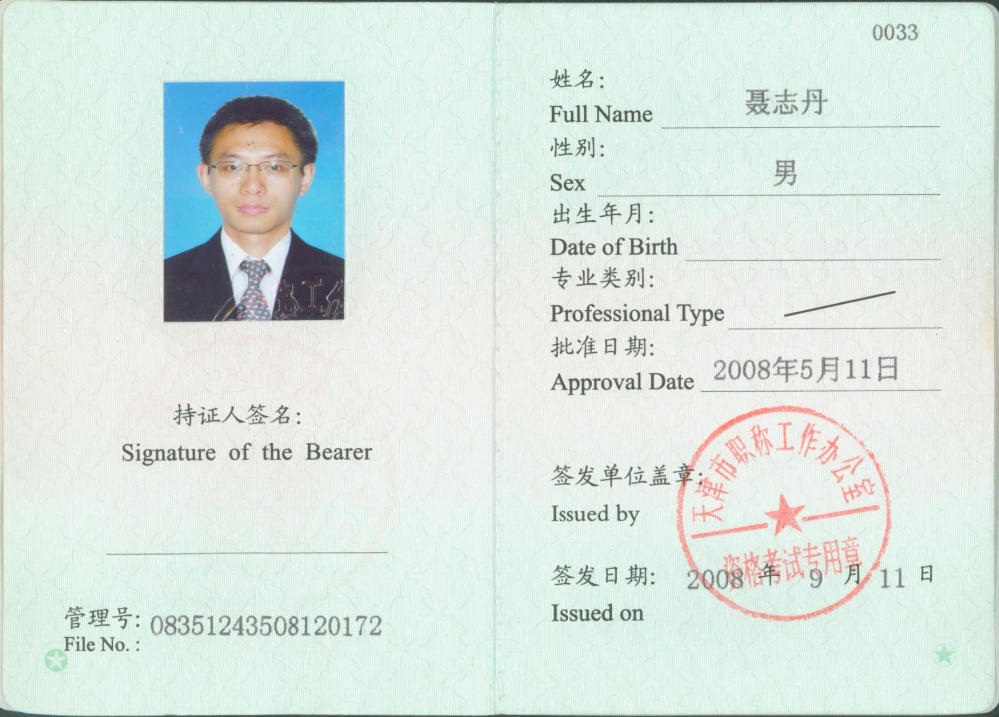 持证人签名:
Signature of the Bearer
管理号: 08351243508120172
File No. :
0033
姓名:
Full Name 聂志丹
性别:
Sex 男
出生年月:
Date of Birth
专业类别:
Professional Type
批准日期:
Approval Date 2008年5月11日
签发单位盖章:
Issued by
天津市职称工作办公室
资格考试专用章
签发日期: 2008 年 9 月 11 日
Issued on